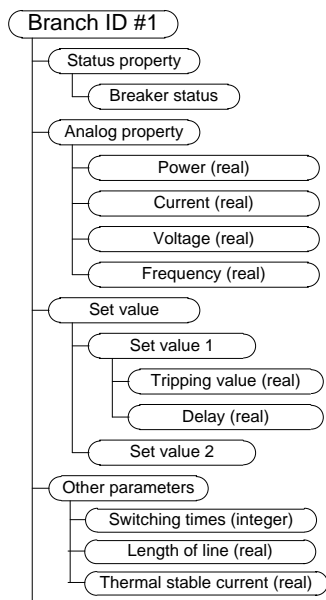 Branch ID #1
Status property
Breaker status
Analog property
Power (real)
Current (real)
Voltage (real)
Frequency (real)
Set value
Set value 1
Tripping value (real)
Delay (real)
Set value 2
Other parameters
Switching times (integer)
Length of line (real)
Thermal stable current (real)